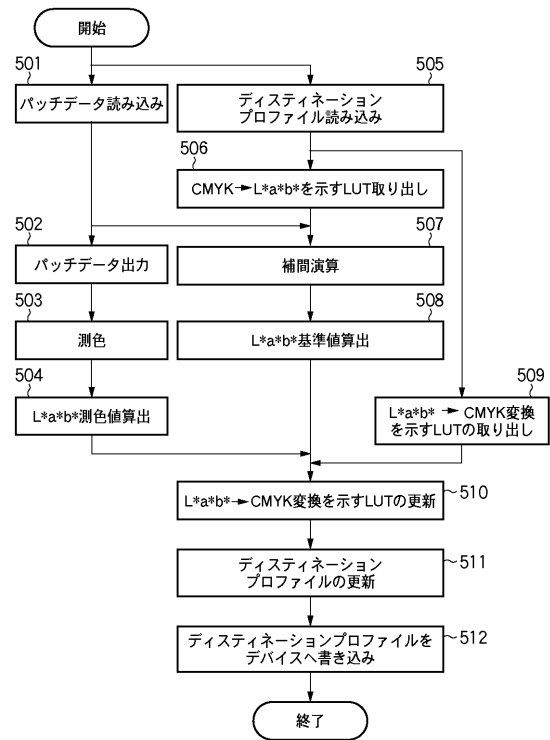 開始
501
パッチデータ読み込み
505
ディスティネーション
プロファイル読み込み
506
CMYK→L*a*b*を示すLUT取り出し
502
パッチデータ出力
507
補間演算
503
測色
508
L*a*b*基準値算出
504
L*a*b*測色値算出
509
L*a*b* → CMYK変換
を示すLUTの取り出し
L*a*b*→CMYK変換を示すLUTの更新
510
ディスティネーション
プロファイルの更新
511
ディスティネーションプロファイルを
デバイスへ書き込み
512
終了